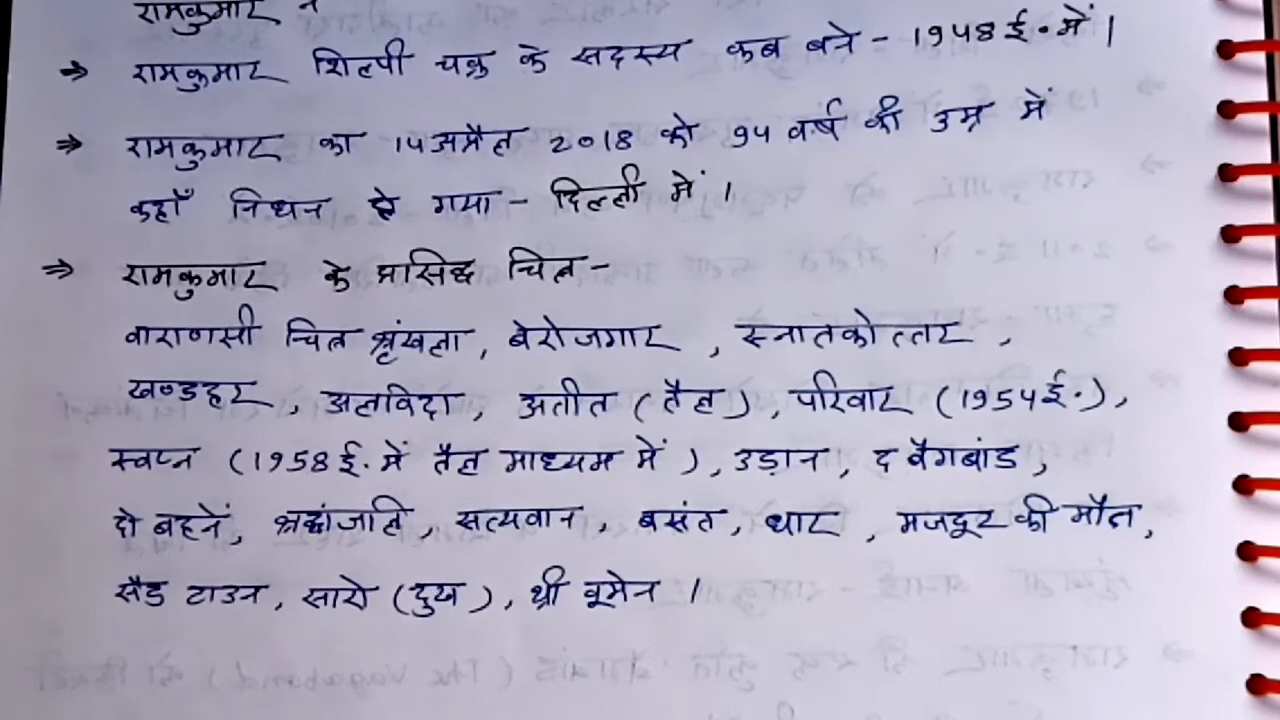 रामकुमार ने
⇒ रामकुमार शिल्पी चक्र के सदस्य कब बने - 1948 ई. में।
⇒ रामकुमार का 14 अप्रैल 2018 को 94 वर्ष की उम्र में
कहाँ निधन हो गया - दिल्ली में।
⇒ रामकुमार के प्रसिद्ध चित्र -
वाराणसी चित्र श्रृंखला, बेरोजगार, स्नातकोत्तर,
खण्डहर, अलविदा, अतीत (तैल), परिवार (1954 ई.),
स्वप्न (1958 ई. में तैल माध्यम में), उड़ान, द वैगबांड,
दो बहनें, श्रद्धांजलि, सत्यवान, बसंत, धार, मजदूर की मौत,
सैड टाउन, सारो (दुख), थ्री वूमेन।